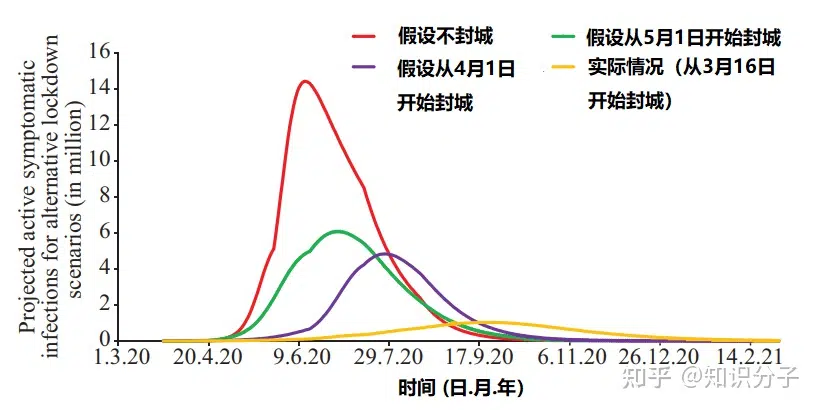 假设不封城
假设从5月1日开始封城
假设从4月1日
开始封城
实际情况（从3月16日
开始封城）
Projected active symptomatic
infections for alternative lockdown
scenarios (in million)
16
14
12
10
8
6
4
2
0
1.3.20 20.4.20 9.6.20 29.7.20 17.9.20 6.11.20 26.12.20 14.2.21
时间 (日.月.年)
知乎 @知识分子